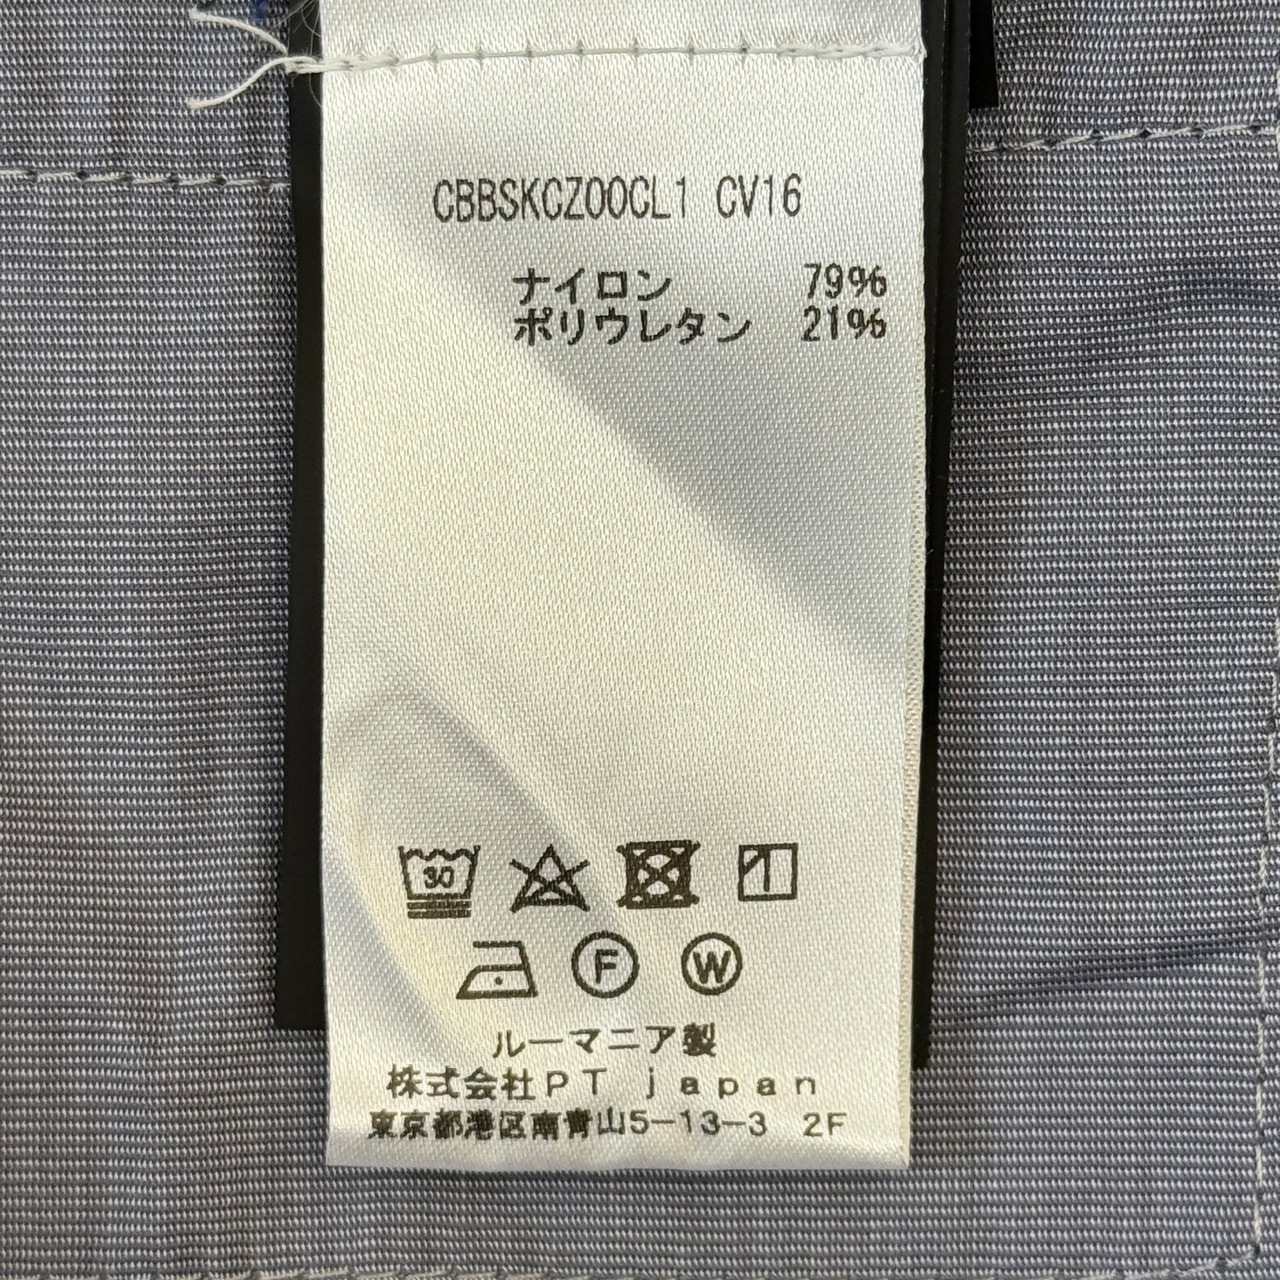 CBBSKCZ00CL1 CV16
ナイロン 79%
ポリウレタン 21%
30
F W
ルーマニア製
株式会社PT japan
東京都港区南青山5-13-3 2F